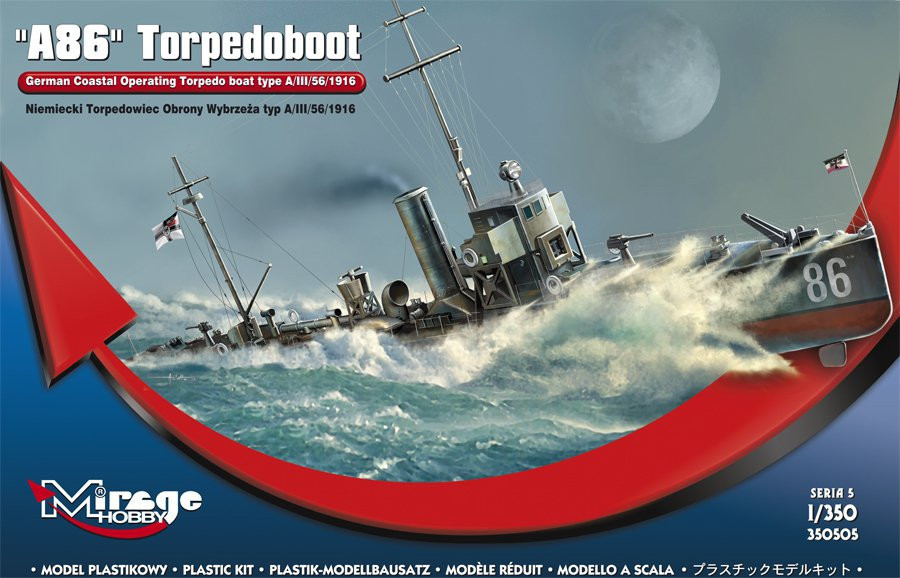 "A86" Torpedoboot
German Coastal Operating Torpedo boat type A/III/56/1916
Niemiecki Torpedowiec Obrony Wybrzeża typ A/III/56/1916
86
Mirage
®
HOBBY
SERIA 5
1/350
350505
• MODEL PLASTIKOWY • PLASTIC KIT • PLASTIK-MODELLBAUSATZ • MODÈLE RÉDUIT • MODELLO A SCALA • プラスチックモデルキット •